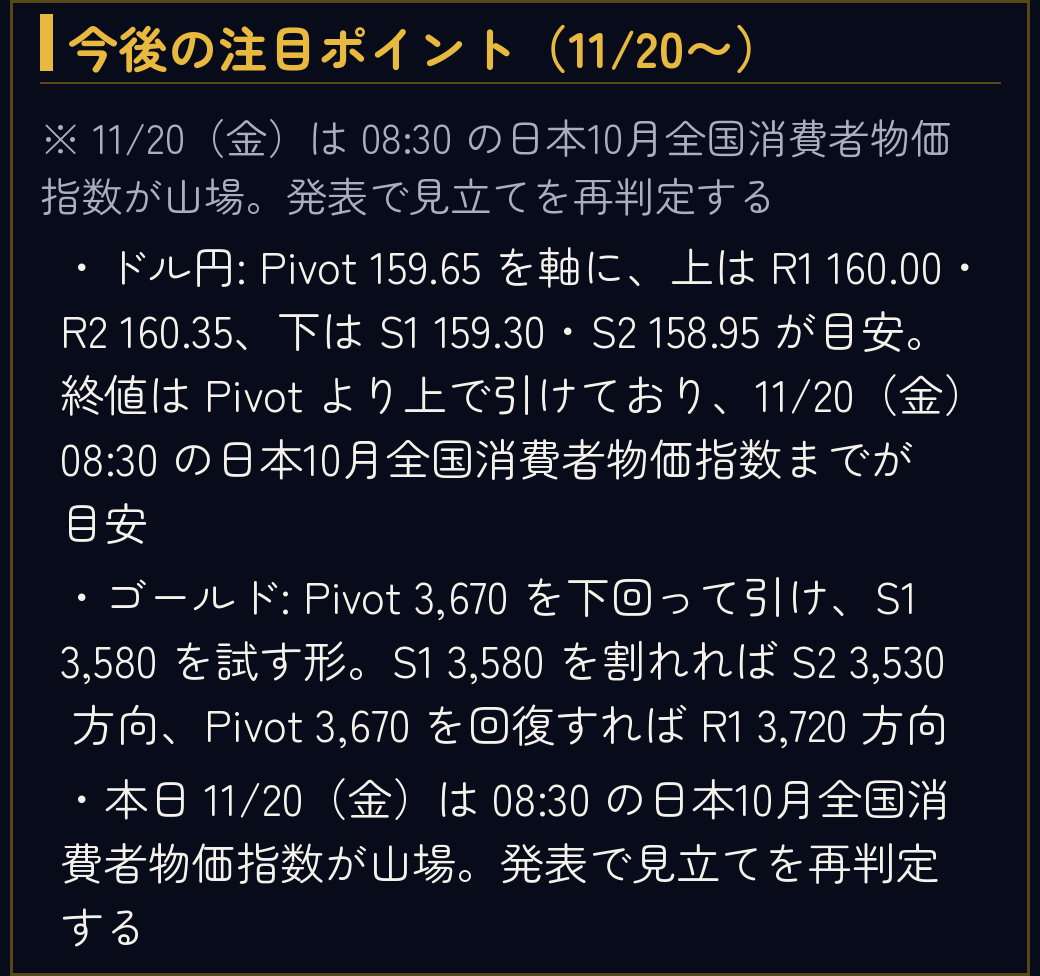 今後の注目ポイント（11/20～）
※ 11/20（金）は 08:30 の日本10月全国消費者物価
指数が山場。発表で見立てを再判定する
・ドル円: Pivot 159.65 を軸に、上は R1 160.00・
R2 160.35、下は S1 159.30・S2 158.95 が目安。
終値は Pivot より上で引けており、11/20（金）
08:30 の日本10月全国消費者物価指数までが
目安
・ゴールド: Pivot 3,670 を下回って引け、S1
3,580 を試す形。S1 3,580 を割れれば S2 3,530
方向、Pivot 3,670 を回復すれば R1 3,720 方向
・本日 11/20（金）は 08:30 の日本10月全国消
費者物価指数が山場。発表で見立てを再判定
する